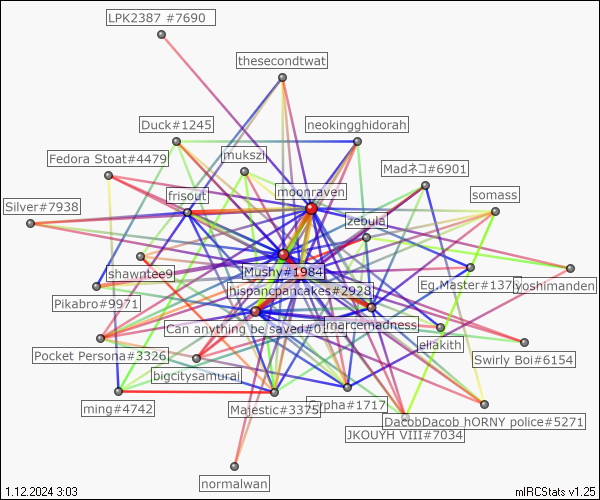 LPK2387 #7690
thesecondtwat
Duck#1245
neokingghidorah
mukszi
Fedora Stoat#4479
Madネコ#6901
moonraven
frisout
somass
Silver#7938
zebula
Mushy#1984
shawntee9
Eg.Master#137
yoshimanden
hispancpancakes#2928
Pikabro#9971
Can anything be saved#0
marcemadness
eliakith
Pocket Persona#3326
Swirly Boi#6154
bigcitysamurai
ming#4742
Majestic#3375
Cypha#1717
DacobDacob hORNY police#5271
JKOUYH VIII#7034
normalwan
1.12.2024 3:03
mIRCStats v1.25